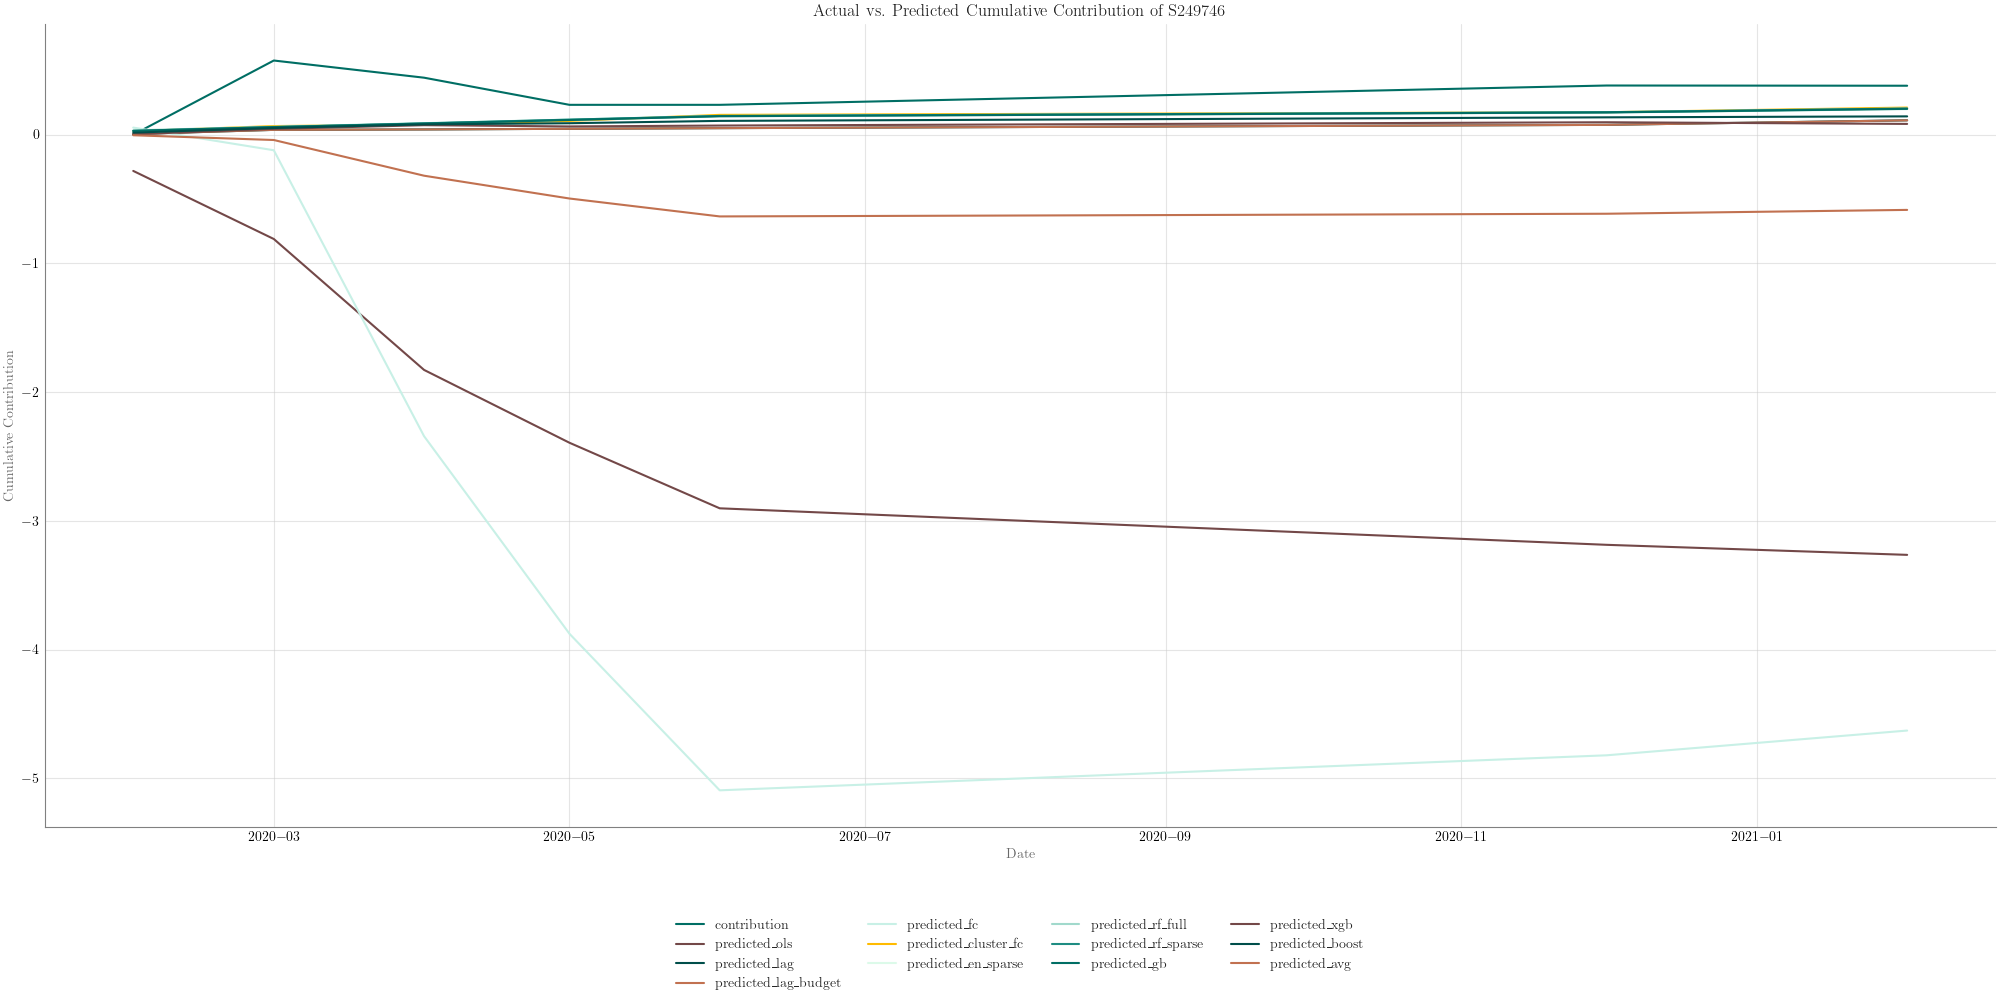 Actual vs. Predicted Cumulative Contribution of S249746
Cumulative Contribution
0
−1
−2
−3
−4
−5
2020−03
2020−05
2020−07
2020−09
2020−11
2021−01
Date
contribution
predicted_ols
predicted_lag
predicted_lag_budget
predicted_fc
predicted_cluster_fc
predicted_en_sparse
predicted_rf_full
predicted_rf_sparse
predicted_gb
predicted_xgb
predicted_boost
predicted_avg